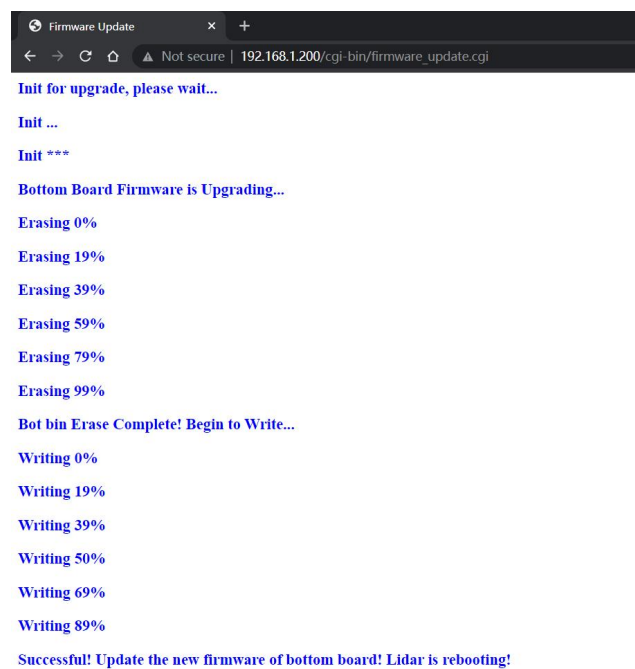 Firmware Update
Not secure | 192.168.1.200/cgi-bin/firmware_update.cgi
Init for upgrade, please wait...
Init ...
Init ***
Bottom Board Firmware is Upgrading...
Erasing 0%
Erasing 19%
Erasing 39%
Erasing 59%
Erasing 79%
Erasing 99%
Bot bin Erase Complete! Begin to Write...
Writing 0%
Writing 19%
Writing 39%
Writing 50%
Writing 69%
Writing 89%
Successful! Update the new firmware of bottom board! Lidar is rebooting!